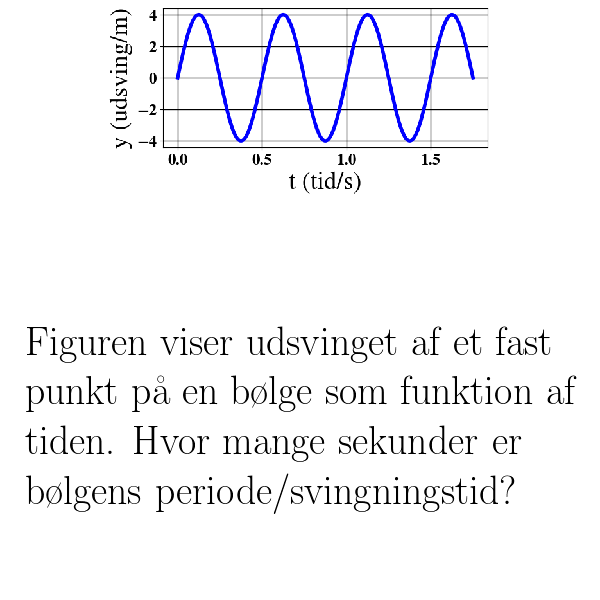 4
2
0
−2
−4
y (udsving/m)
0.0 0.5 1.0 1.5
t (tid/s)
Figuren viser udsvinget af et fast
punkt på en bølge som funktion af
tiden. Hvor mange sekunder er
bølgens periode/svingningstid?